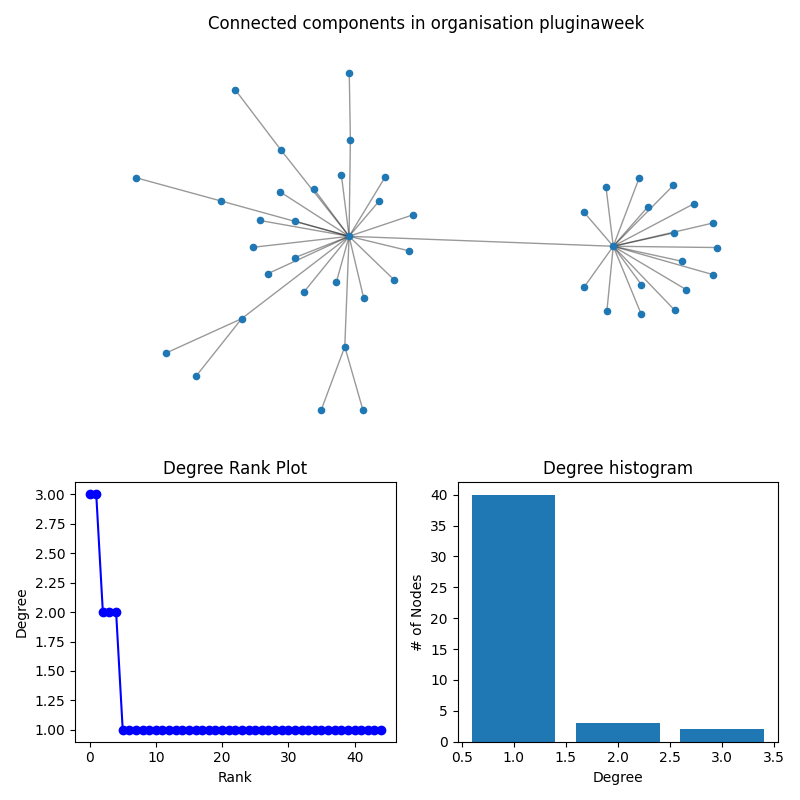 Connected components in organisation pluginaweek
Degree Rank Plot
3.00
2.75
2.50
2.25
2.00
1.75
1.50
1.25
1.00
Degree
0 10 20 30 40
Rank
Degree histogram
40
35
30
25
20
15
10
5
0
# of Nodes
0.5 1.0 1.5 2.0 2.5 3.0 3.5
Degree